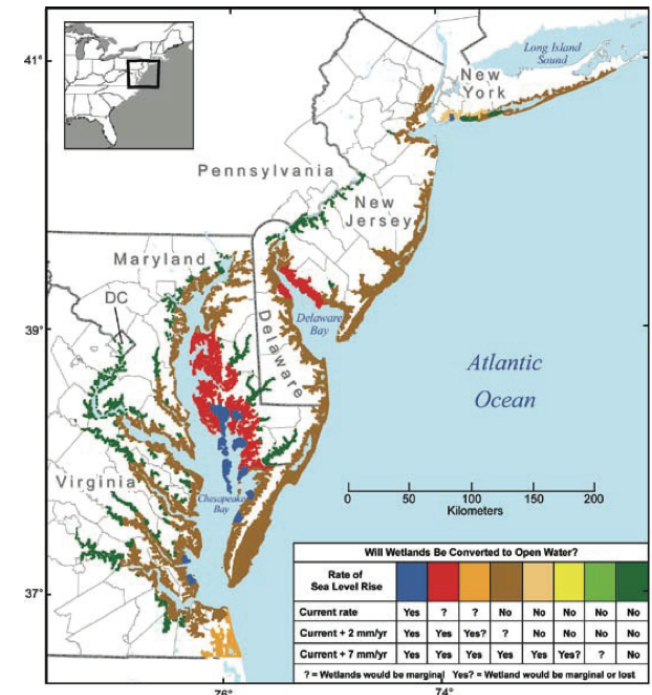 41°
Long Island
Sound
New
York
Pennsylvania
New
Jersey
Maryland
DC
39°
Delaware
Bay
Delaware
Atlantic
Ocean
Virginia
Chesapeake
Bay
0 50 100 150 200
Kilometers
37°
76° 74°
Will Wetlands Be Converted to Open Water?
Rate of
Sea Level Rise
Current rate Yes ? ? No No No No No
Current + 2 mm/yr Yes Yes Yes? ? No No No No
Current + 7 mm/yr Yes Yes Yes Yes Yes Yes? ? No
? = Wetlands would be marginal Yes? = Wetland would be marginal or lost